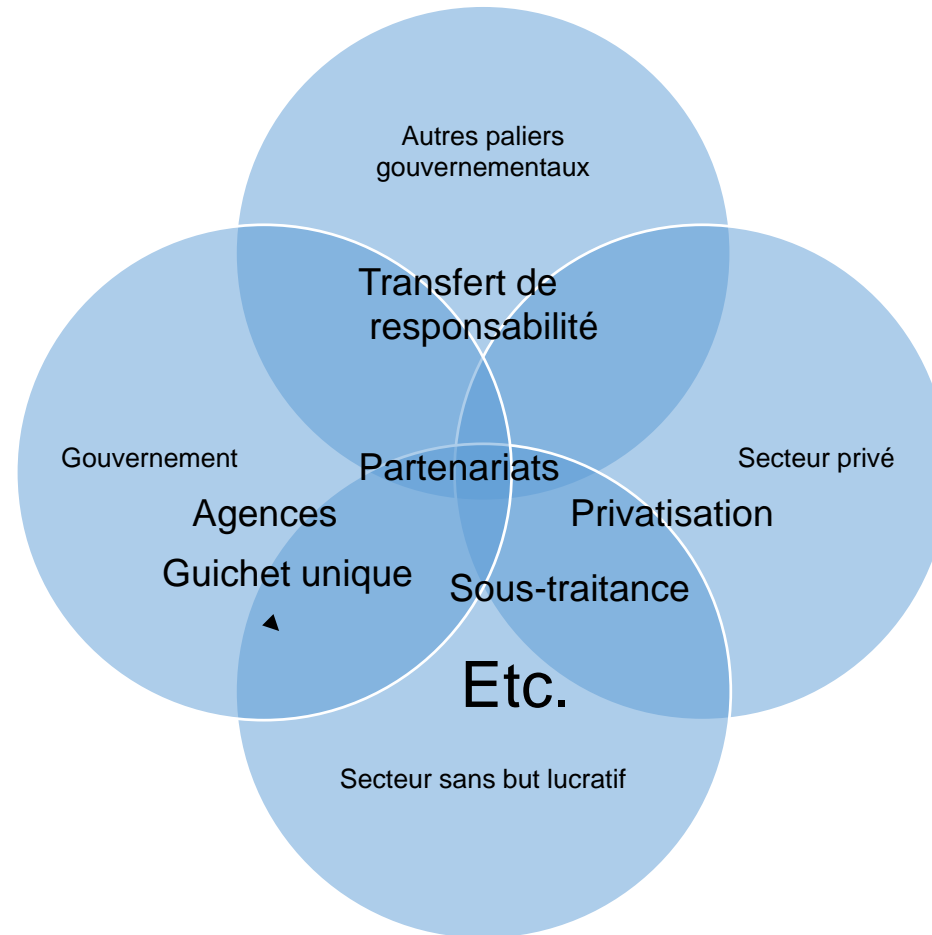 Autres paliers
gouvernementaux
Transfert de
responsabilité
Gouvernement
Partenariats
Secteur privé
Agences
Privatisation
Guichet unique
Sous-traitance
Etc.
Secteur sans but lucratif